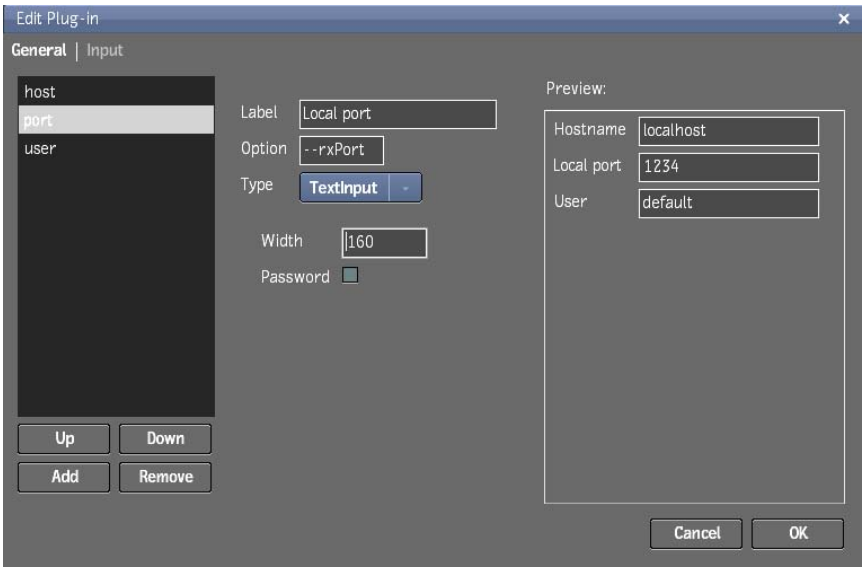 Edit Plug-in ×
General | Input
host
port
user
Up Down
Add Remove
Label Local port
Option --rxPort
Type TextInput
Width 160
Password
Preview:
Hostname localhost
Local port 1234
User default
Cancel OK